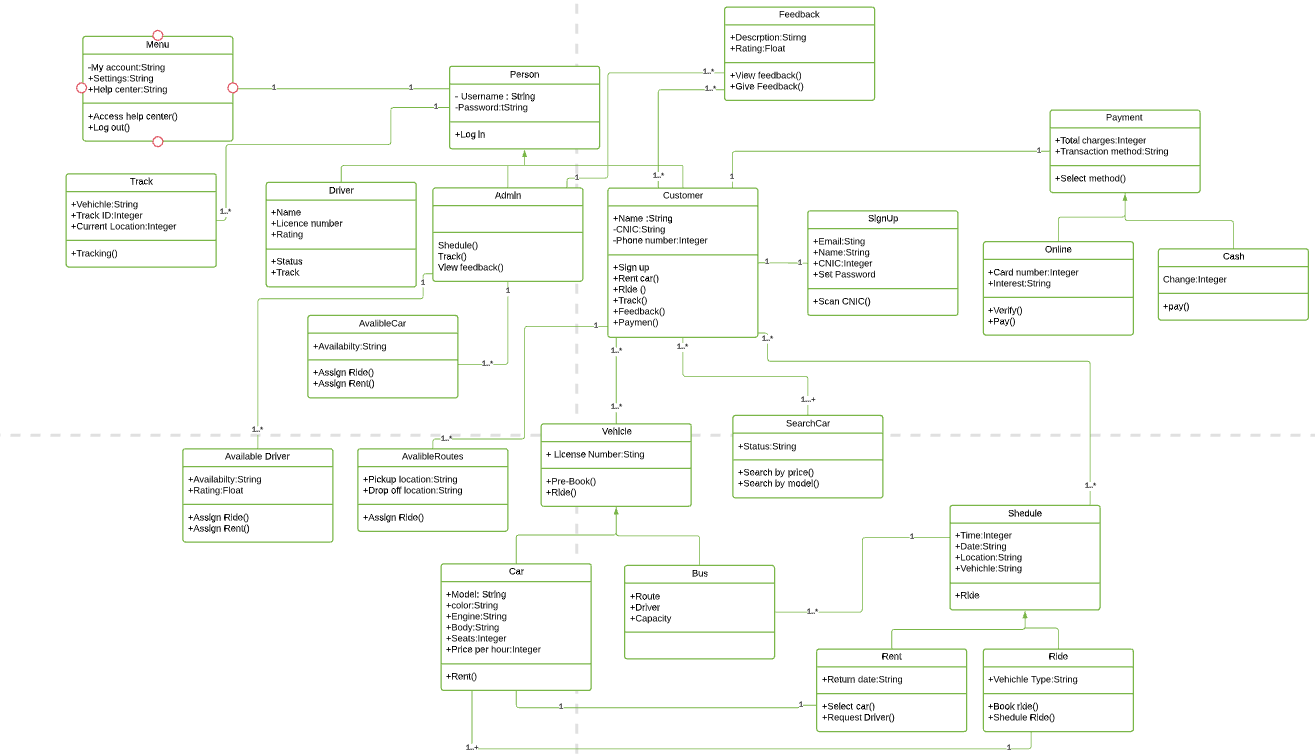 Menu
-My account:String
+Settings:String
+Help center:String
+Access help center()
+Log out()
1
1
Person
- Username : String
-Password:tString
+Log in
1
Feedback
+Descrption:Stirng
+Rating:Float
+View feedback()
+Give Feedback()
1..*
1..*
Payment
+Total charges:Integer
+Transaction method:String
+Select method()
1
Track
+Vehichle:String
+Track ID:Integer
+Current Location:Integer
+Tracking()
1..*
Driver
+Name
+Licence number
+Rating
+Status
+Track
Admin
Shedule()
Track()
View feedback()
1
1
1
Customer
+Name :String
-CNIC:String
-Phone number:Integer
+Sign up
+Rent car()
+Ride ()
+Track()
+Feedback()
+Paymen()
1..*
1
1
1
SignUp
+Email:Sting
+Name:String
+CNIC:Integer
+Set Password
+Scan CNIC()
Online
+Card number:Integer
+Interest:String
+Verify()
+Pay()
Cash
Change:Integer
+pay()
AvalibleCar
+Availabilty:String
+Assign Ride()
+Assign Rent()
1..*
1
1..*
1..*
1..*
1..*
1...+
SearchCar
+Status:String
+Search by price()
+Search by model()
1..*
Available Driver
+Availabilty:String
+Rating:Float
+Assign Ride()
+Assign Rent()
1..*
AvalibleRoutes
+Pickup location:String
+Drop off location:String
+Assign Ride()
Vehicle
+ License Number:Sting
+Pre-Book()
+Ride()
1..*
Shedule
+Time:Integer
+Date:String
+Location:String
+Vehichle:String
+Ride
1
Car
+Model: String
+color:String
+Engine:String
+Body:String
+Seats:Integer
+Price per hour:Integer
+Rent()
Bus
+Route
+Driver
+Capacity
1..*
Rent
+Return date:String
+Select car()
+Request Driver()
Ride
+Vehichle Type:String
+Book ride()
+Shedule Ride()
1
1
1..+
1